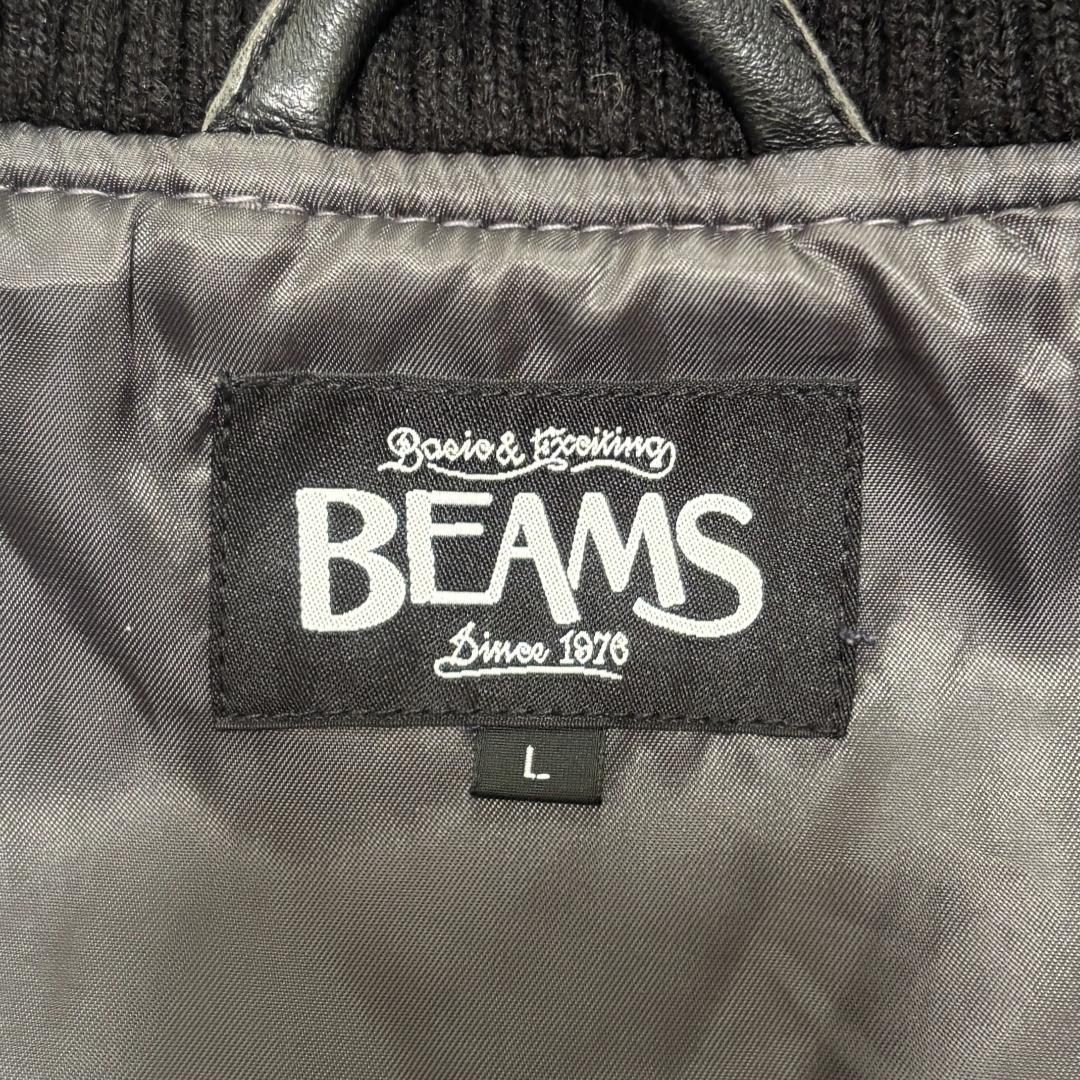 Basic & Exciting
BEAMS
Since 1976
L